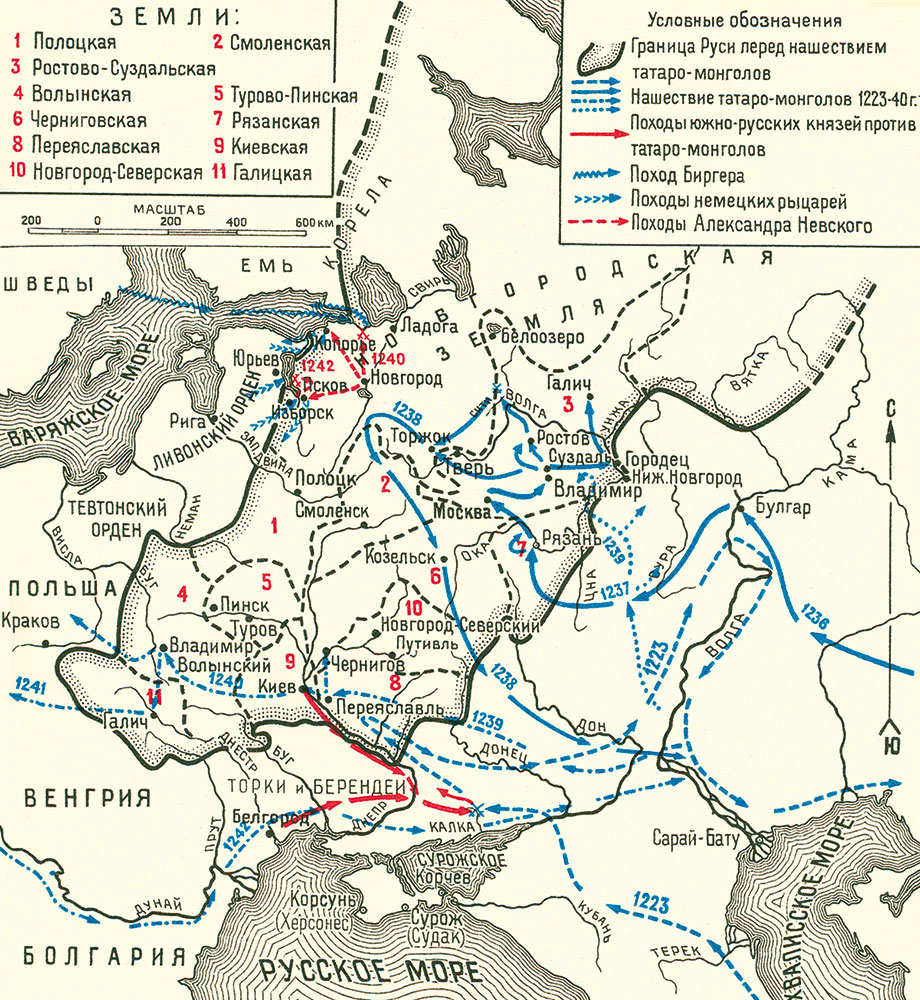 ЗЕМЛИ:
1 Полоцкая
2 Смоленская
3 Ростово-Суздальская
4 Волынская
5 Турово-Пинская
6 Черниговская
7 Рязанская
8 Переяславская
9 Киевская
10 Новгород-Северская
11 Галицкая
МАСШТАБ
200 0 200 400 600 км
Условные обозначения
Граница Руси перед нашествием
татаро-монголов
Нашествие татаро-монголов 1223-40г.
Походы южно-русских князей против
татаро-монголов
Поход Биргера
Походы немецких рыцарей
Походы Александра Невского
КОРЕЛА
ЕМЬ
ШВЕДЫ
СВИРЬ
НОВГОРОДСКАЯ
ЗЕМЛЯ
Ладога
Белоозеро
Копорье
1240
1242
Юрьев
Псков
Новгород
Изборск
ВАРЯЖСКОЕ МОРЕ
Рига
ЛИВОНСКИЙ ОРДЕН
ЗАП. ДВИНА
1238
Торжок
Тверь
СИТЬ
ВОЛГА
Галич
3
УНЖА
ВЯТКА
КАМА
Ростов
Суздаль
Городец
Ниж. Новгород
Владимир
Москва
Полоцк
2
Смоленск
1
ТЕВТОНСКИЙ
ОРДЕН
НЕМАН
ВИСЛА
БУГ
Булгар
С
Ю
ОКА
7
Рязань
1239
ЦНА
СУРА
1237
1236
Козельск
6
ПОЛЬША
Краков
4
5
Пинск
Туров
10
Новгород-Северский
Путивль
Владимир
Волынский
9
Чернигов
1223
ВОЛГА
1241
1240
Киев
8
Переяславль
1238
11
Галич
1239
ДОН
ДОНЕЦ
ДНЕСТР
БУГ
ВЕНГРИЯ
ТОРКИ и БЕРЕНДЕИ
Белгород
ДНЕПР
КАЛКА
ПРУТ
1242
Сарай-Бату
СУРОЖСКОЕ
Корчев
Корсунь
(Херсонес)
Сурож
(Судак)
ДУНАЙ
КУБАНЬ
1223
ТЕРЕК
ХВАЛИССКОЕ МОРЕ
БОЛГАРИЯ
РУССКОЕ МОРЕ